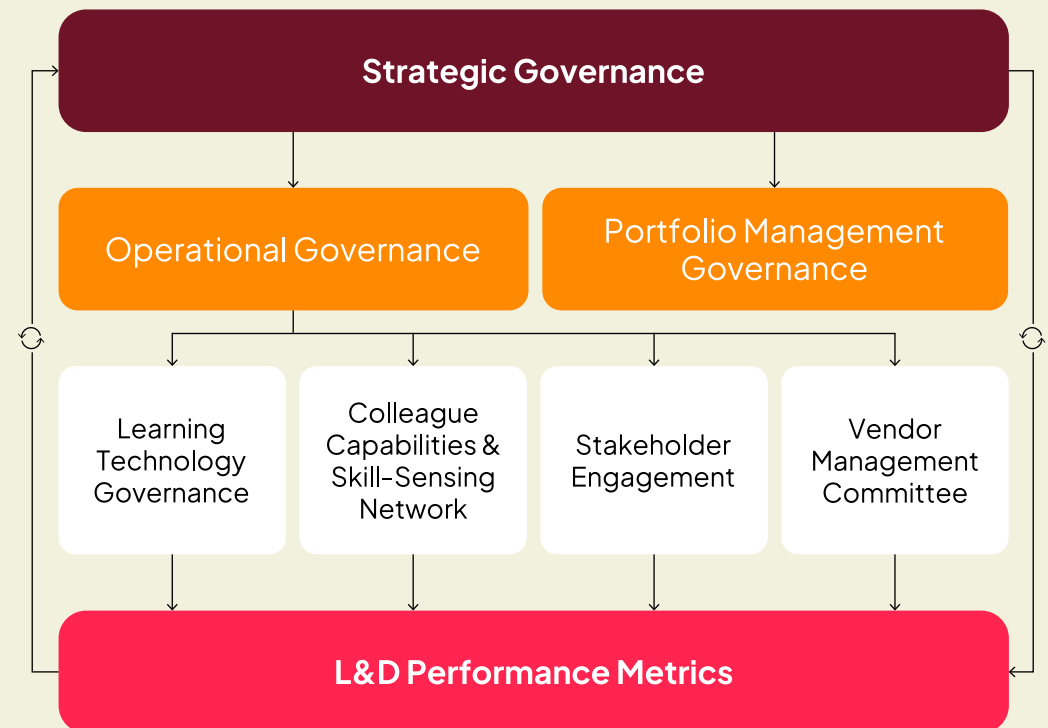 Strategic Governance
Operational Governance
Portfolio Management
Governance
Learning
Technology
Governance
Colleague
Capabilities &
Skill-Sensing
Network
Stakeholder
Engagement
Vendor
Management
Committee
L&D Performance Metrics